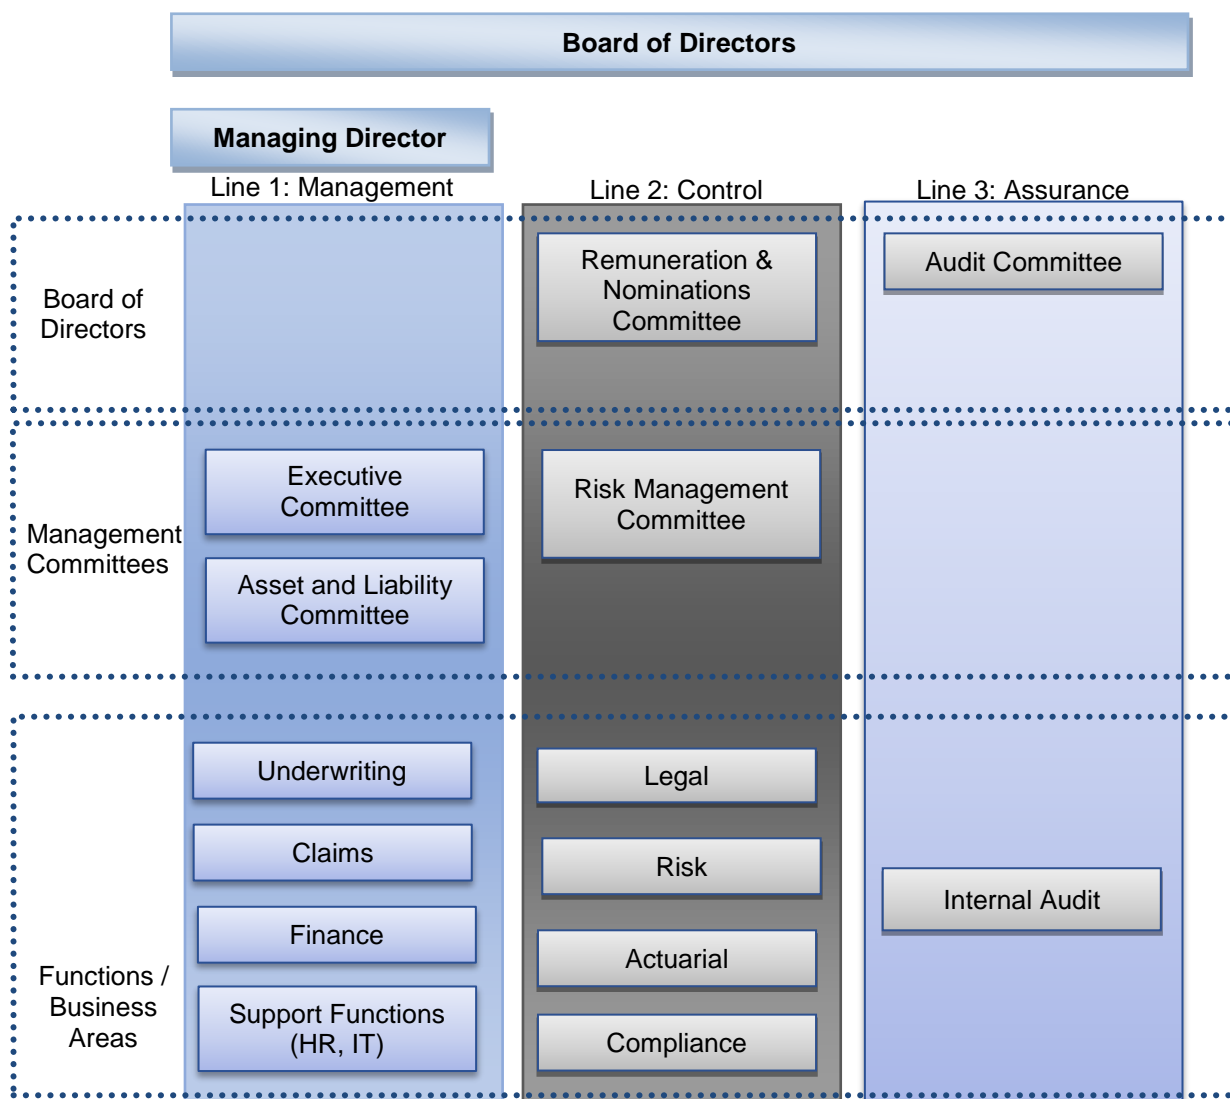 Board of Directors
Managing Director
Line 1: Management
Line 2: Control
Line 3: Assurance
Board of
Directors
Remuneration &
Nominations
Committee
Audit Committee
Management
Committees
Executive
Committee
Asset and Liability
Committee
Risk Management
Committee
Functions /
Business
Areas
Underwriting
Claims
Finance
Support Functions
(HR, IT)
Legal
Risk
Actuarial
Compliance
Internal Audit